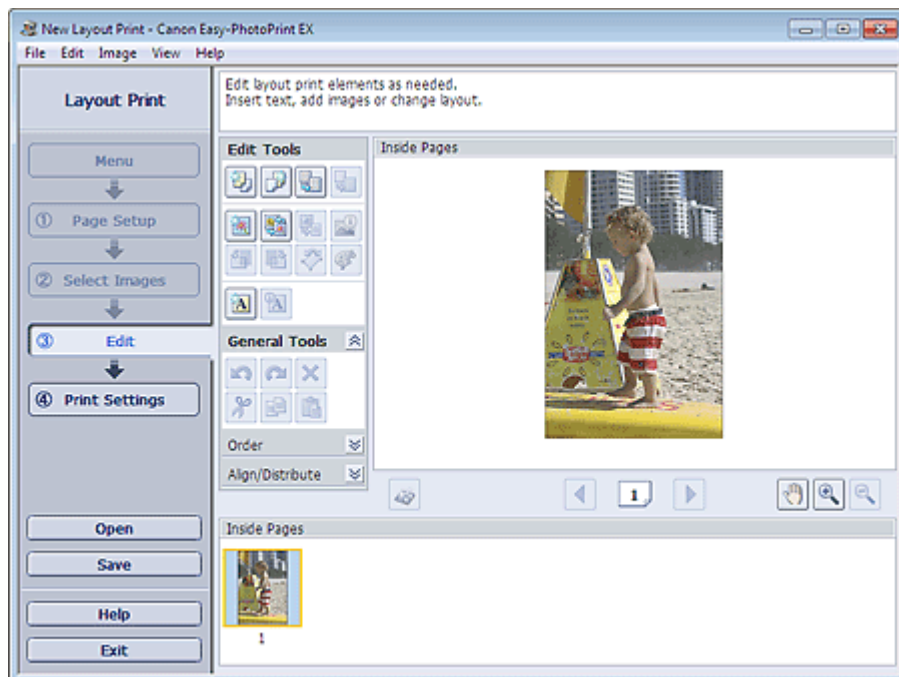 New Layout Print - Canon Easy-PhotoPrint EX
File Edit Image View Help
Layout Print
Edit layout print elements as needed.
Insert text, add images or change layout.
Menu
① Page Setup
② Select Images
③ Edit
④ Print Settings
Open
Save
Help
Exit
Edit Tools
A
A
General Tools
Order
Align/Distribute
Inside Pages
1
Inside Pages
1